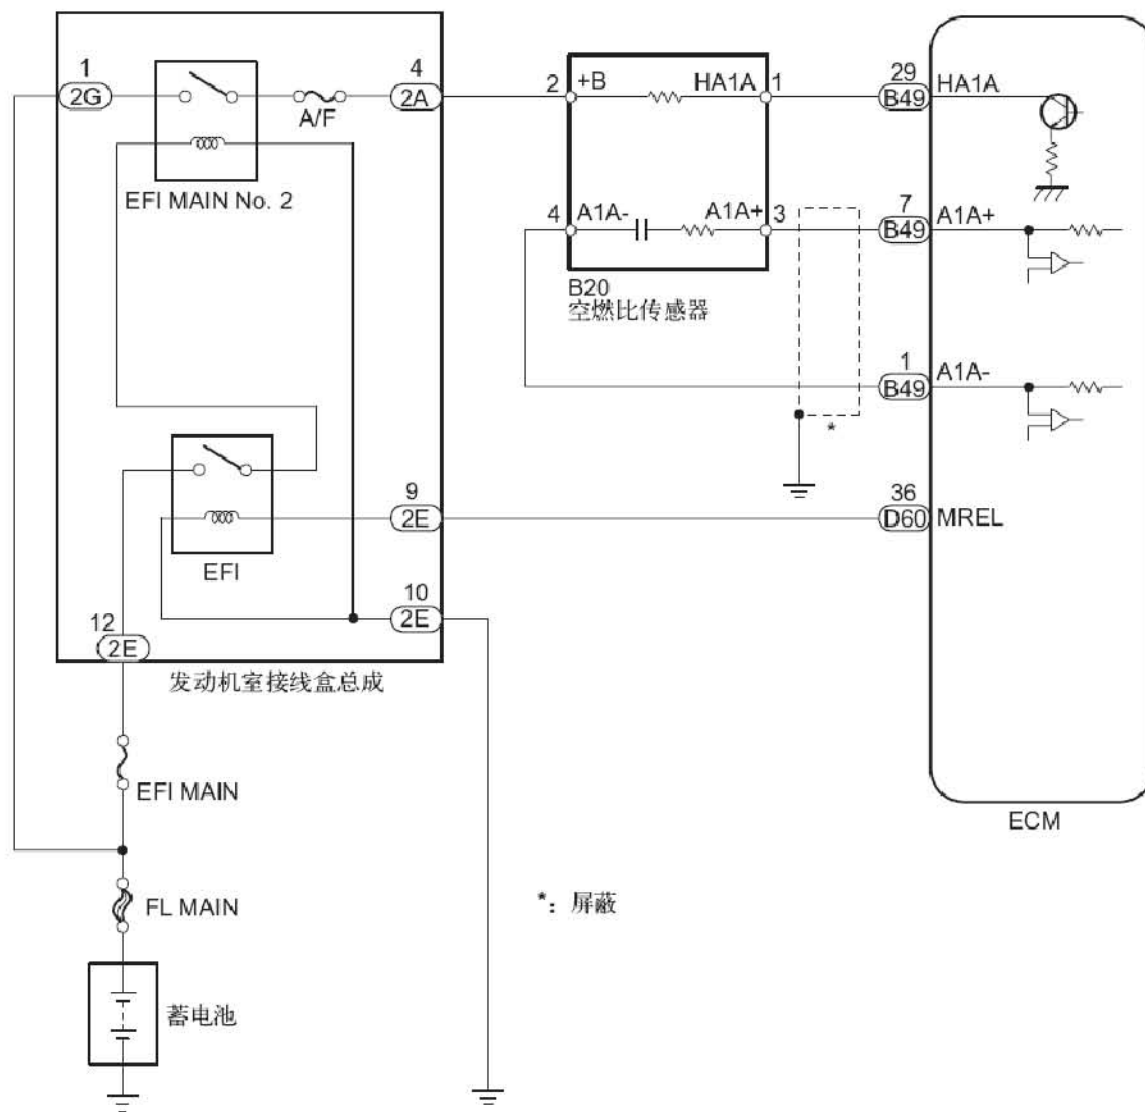 1
2G
A/F
4
2A
EFI MAIN No. 2
2
+B
HA1A
1
29
B49
HA1A
4
A1A-
A1A+
3
7
B49
A1A+
B20
空燃比传感器
1
B49
A1A-
*
EFI
9
2E
36
D60
MREL
10
2E
12
2E
发动机室接线盒总成
EFI MAIN
ECM
FL MAIN
*：屏蔽
蓄电池